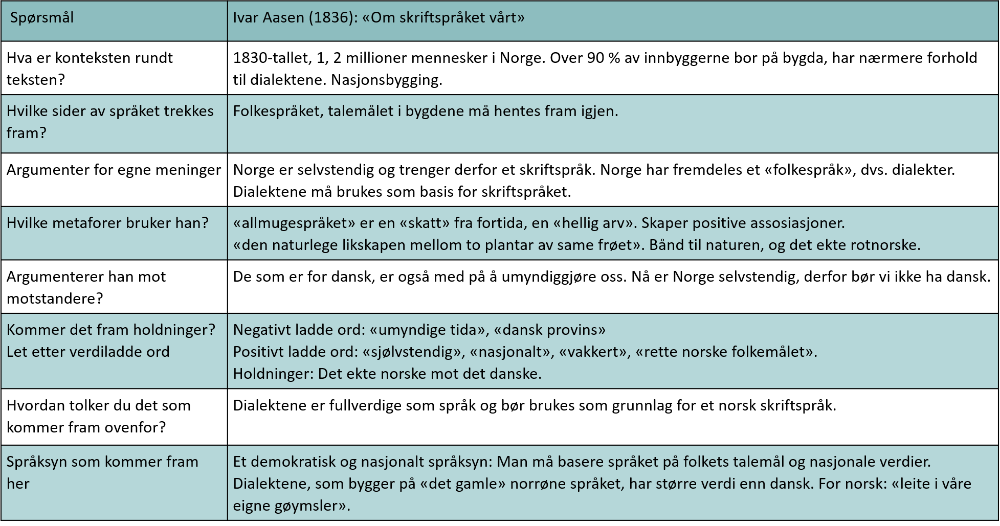 Spørsmål
Ivar Aasen (1836): «Om skriftspråket vårt»
Hva er konteksten rundt
teksten?
1830-tallet, 1, 2 millioner mennesker i Norge. Over 90 % av innbyggerne bor på bygda, har nærmere forhold
til dialektene. Nasjonsbygging.
Hvilke sider av språket trekkes
fram?
Folkespråket, talemålet i bygdene må hentes fram igjen.
Argumenter for egne meninger
Norge er selvstendig og trenger derfor et skriftspråk. Norge har fremdeles et «folkespråk», dvs. dialekter.
Dialektene må brukes som basis for skriftspråket.
Hvilke metaforer bruker han?
«allmugespråket» er en «skatt» fra fortida, en «hellig arv». Skaper positive assosiasjoner.
«den naturlege likskapen mellom to plantar av same frøet». Bånd til naturen, og det ekte rotnorske.
Argumenterer han mot
motstandere?
De som er for dansk, er også med på å umyndiggjøre oss. Nå er Norge selvstendig, derfor bør vi ikke ha dansk.
Kommer det fram holdninger?
Let etter verdiladde ord
Negativt ladde ord: «umyndige tida», «dansk provins»
Positivt ladde ord: «sjølvstendig», «nasjonalt», «vakkert», «rette norske folkemålet».
Holdninger: Det ekte norske mot det danske.
Hvordan tolker du det som
kommer fram ovenfor?
Dialektene er fullverdige som språk og bør brukes som grunnlag for et norsk skriftspråk.
Språksyn som kommer fram
her
Et demokratisk og nasjonalt språksyn: Man må basere språket på folkets talemål og nasjonale verdier.
Dialektene, som bygger på «det gamle» norrøne språket, har større verdi enn dansk. For norsk: «leite i våre
eigne gøymsler».